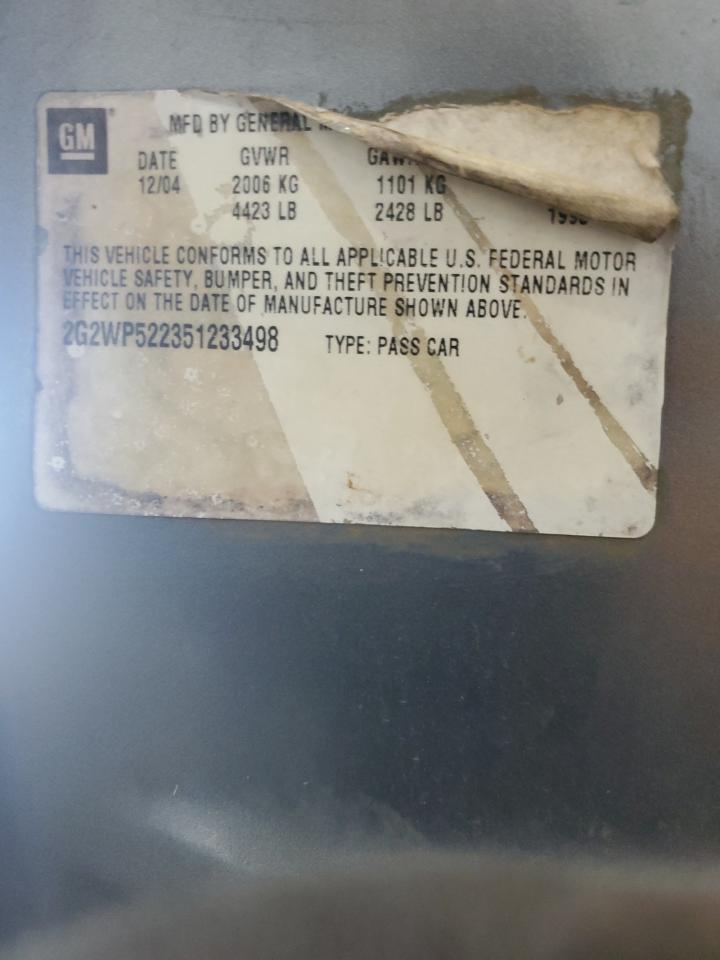 GM®
MFD BY GENERAL
DATE GVWR
12/04 2006 KG 1101 KG
4423 LB 2428 LB
THIS VEHICLE CONFORMS TO ALL APPLICABLE U.S. FEDERAL MOTOR
VEHICLE SAFETY, BUMPER, AND THEFT PREVENTION STANDARDS IN
EFFECT ON THE DATE OF MANUFACTURE SHOWN ABOVE.
2G2WP522351233498 TYPE: PASS CAR